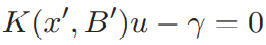 K(x′, B′)u − γ = 0